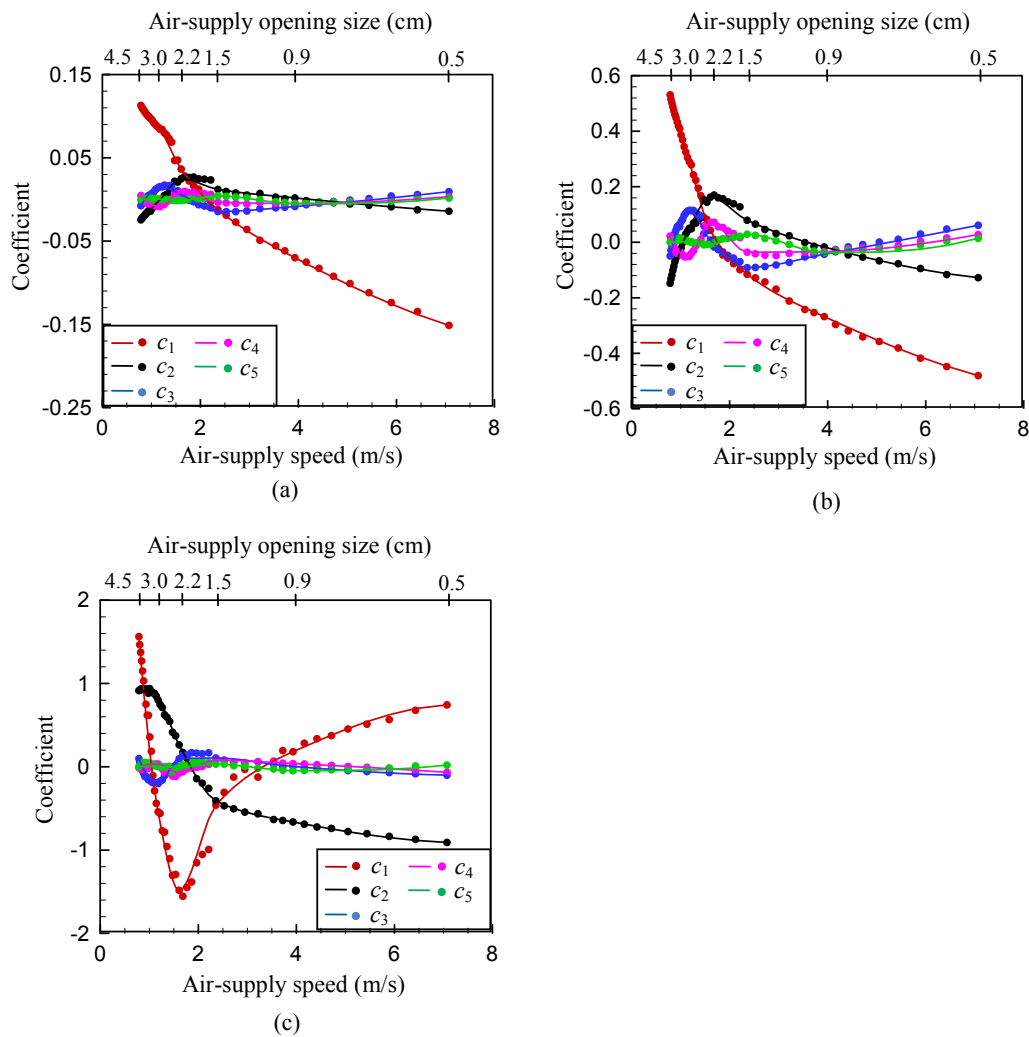 Air-supply opening size (cm)
4.5 3.0 2.2 1.5 0.9 0.5
0.15
0.05
-0.05
-0.15
-0.25
Coefficient
c1 c4
c2 c5
c3
0 2 4 6 8
Air-supply speed (m/s)
(a)
Air-supply opening size (cm)
4.5 3.0 2.2 1.5 0.9 0.5
0.6
0.4
0.2
0.0
-0.2
-0.4
-0.6
Coefficient
c1 c4
c2 c5
c3
0 2 4 6 8
Air-supply speed (m/s)
(b)
Air-supply opening size (cm)
4.5 3.0 2.2 1.5 0.9 0.5
2
1
0
-1
-2
Coefficient
c1 c4
c2 c5
c3
0 2 4 6 8
Air-supply speed (m/s)
(c)